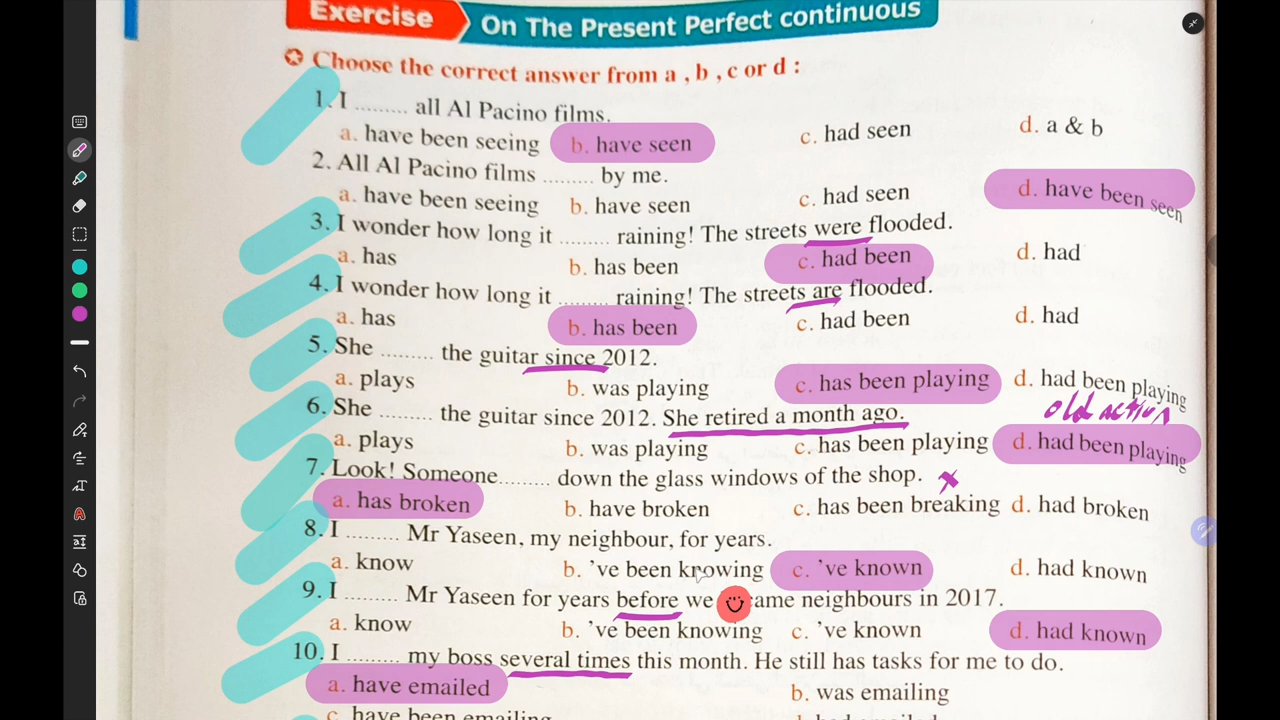 Exercise
On The Present Perfect continuous
Choose the correct answer from a , b , c or d :
1. I ......... all Al Pacino films.
a. have been seeing b. have seen c. had seen d. a & b
2. All Al Pacino films ......... by me.
a. have been seeing b. have seen c. had seen d. have been seen
3. I wonder how long it ......... raining! The streets were flooded.
a. has b. has been c. had been d. had
4. I wonder how long it ......... raining! The streets are flooded.
a. has b. has been c. had been d. had
5. She ......... the guitar since 2012.
a. plays b. was playing c. has been playing d. had been playing
old action
6. She ......... the guitar since 2012. She retired a month ago.
a. plays b. was playing c. has been playing d. had been playing
7. Look! Someone......... down the glass windows of the shop.
a. has broken b. have broken c. has been breaking d. had broken
8. I ......... Mr Yaseen, my neighbour, for years.
a. know b. 've been knowing c. 've known d. had known
9. I ......... Mr Yaseen for years before we ame neighbours in 2017.
a. know b. 've been knowing c. 've known d. had known
10. I ......... my boss several times this month. He still has tasks for me to do.
a. have emailed b. was emailing
c. have been emailing